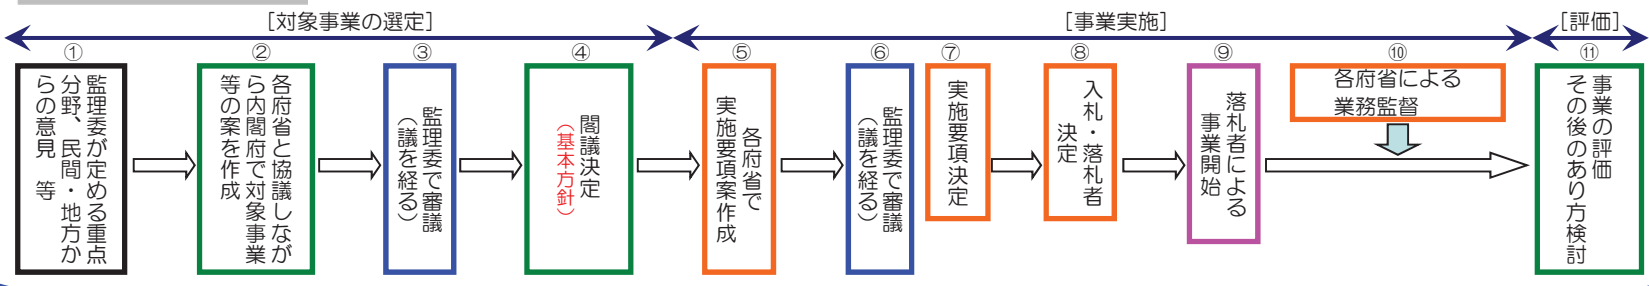 [対象事業の選定]
[事業実施]
[評価]
①
監理委が定める重点
分野、民間・地方か
らの意見 等
②
各府省と協議しなが
ら内閣府で対象事業
等の案を作成
③
監理委で審議
（議を経る）
④
閣議決定
（基本方針）
⑤
各府省で
実施要項案作成
⑥
監理委で審議
（議を経る）
⑦
実施要項決定
⑧
入札・落札者
決定
⑨
落札者による
事業開始
⑩
各府省による
業務監督
⑪
事業の評価
その後のあり方検討